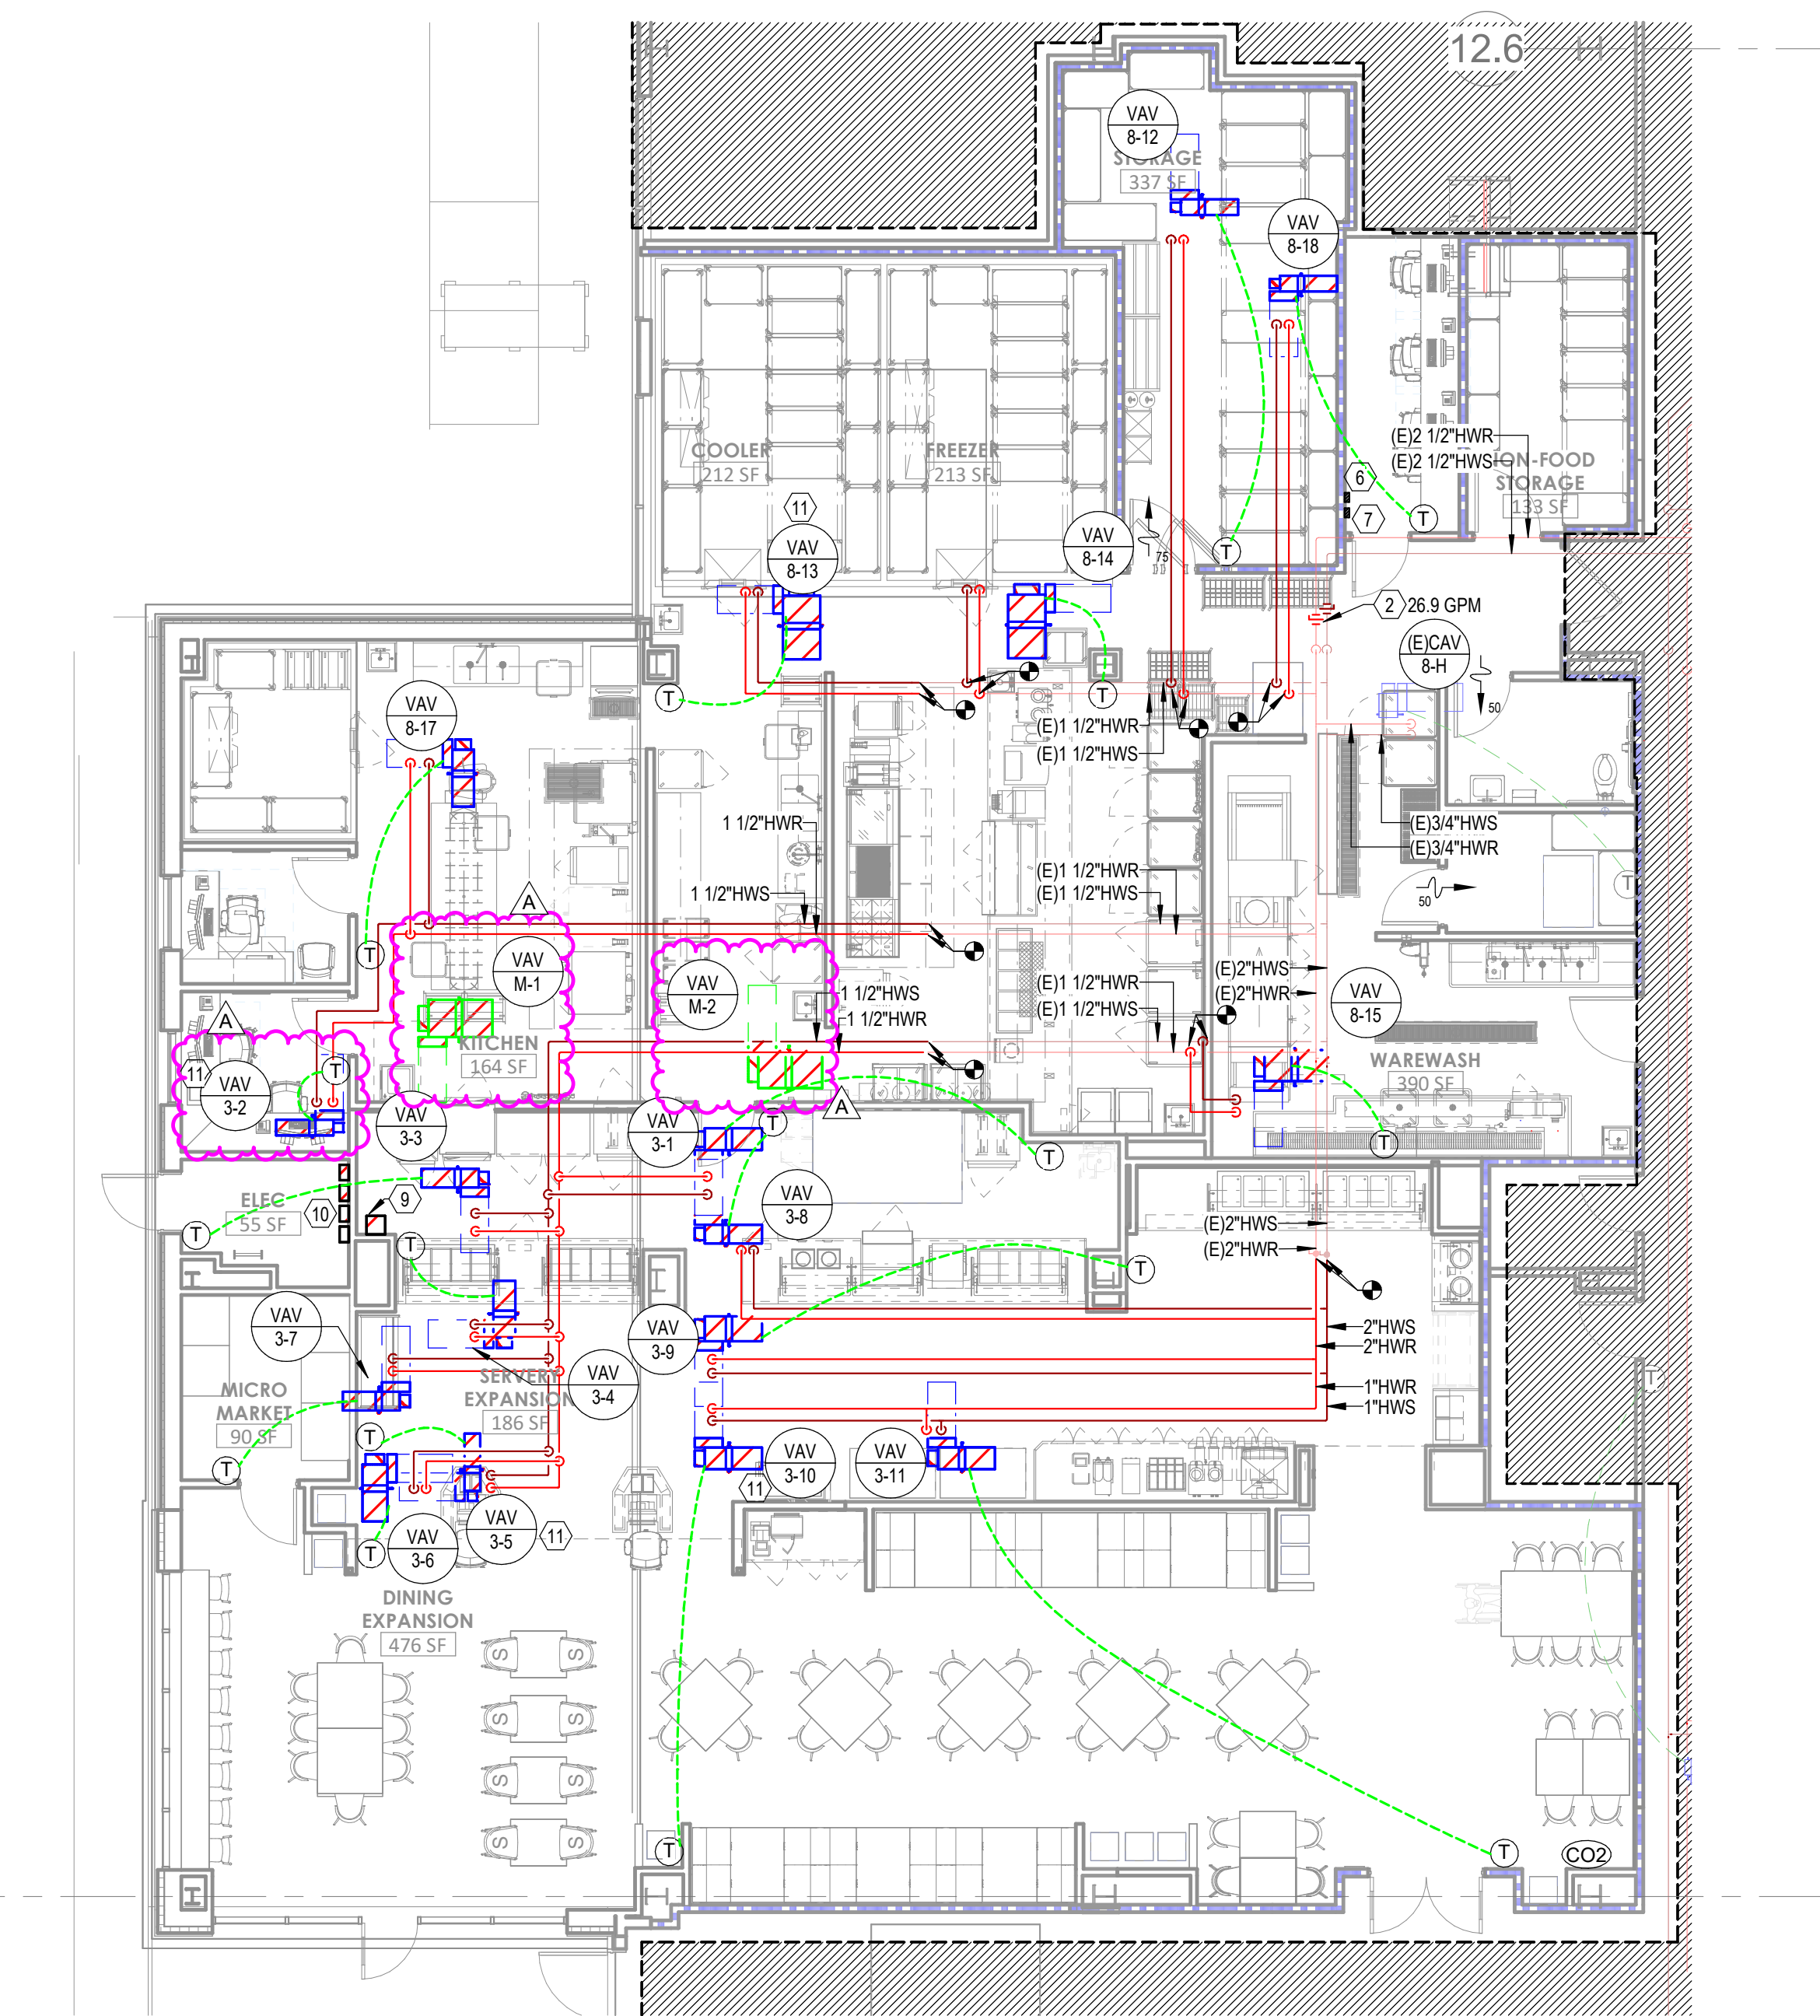 12.6
VAV
8-12
STORAGE
337 SF
VAV
8-18
(E)2 1/2"HWR
(E)2 1/2"HWS
NON-FOOD
STORAGE
133 SF
COOLER
212 SF
FREEZER
213 SF
6
7
T
T
11
VAV
8-13
VAV
8-14
75
2
26.9 GPM
(E)CAV
8-H
50
T
T
VAV
8-17
(E)1 1/2"HWR
(E)1 1/2"HWS
1 1/2"HWR
1 1/2"HWS
(E)3/4"HWS
(E)3/4"HWR
(E)1 1/2"HWR
(E)1 1/2"HWS
50
T
A
T
VAV
M-1
VAV
M-2
1 1/2"HWS
1 1/2"HWR
(E)1 1/2"HWR
(E)1 1/2"HWS
(E)2"HWS
(E)2"HWR
VAV
8-15
A
KITCHEN
164 SF
WAREWASH
390 SF
11
VAV
3-2
T
A
VAV
3-3
VAV
3-1
T
T
T
ELEC
55 SF
10
9
T
T
VAV
3-8
(E)2"HWS
(E)2"HWR
T
VAV
3-7
VAV
3-9
2"HWS
2"HWR
VAV
3-4
SERVERY
EXPANSION
186 SF
MICRO
MARKET
90 SF
1"HWR
1"HWS
T
T
T
VAV
3-10
VAV
3-11
11
VAV
3-5
11
VAV
3-6
T
DINING
EXPANSION
476 SF
S
S
S
S
S
S
S
S
T
T
CO2